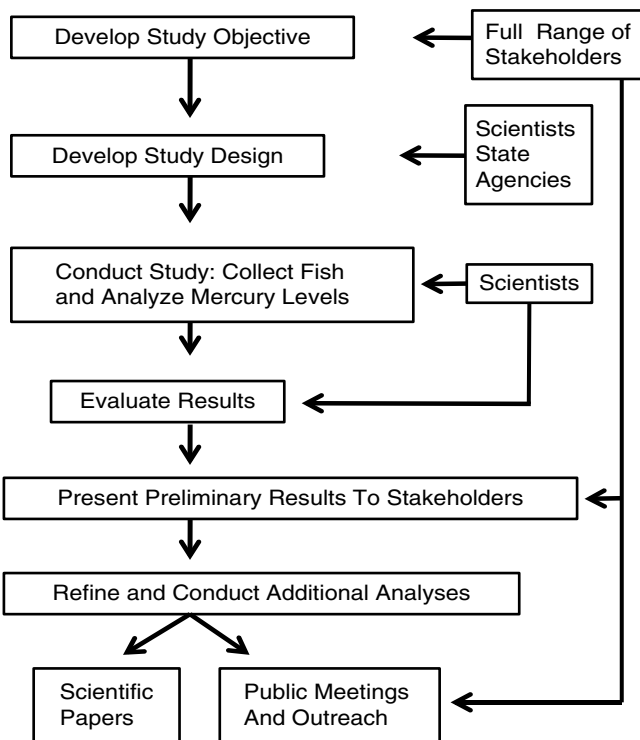 Develop Study Objective
Full Range of
Stakeholders
Develop Study Design
Scientists
State
Agencies
Conduct Study: Collect Fish
and Analyze Mercury Levels
Scientists
Evaluate Results
Present Preliminary Results To Stakeholders
Refine and Conduct Additional Analyses
Scientific
Papers
Public Meetings
And Outreach